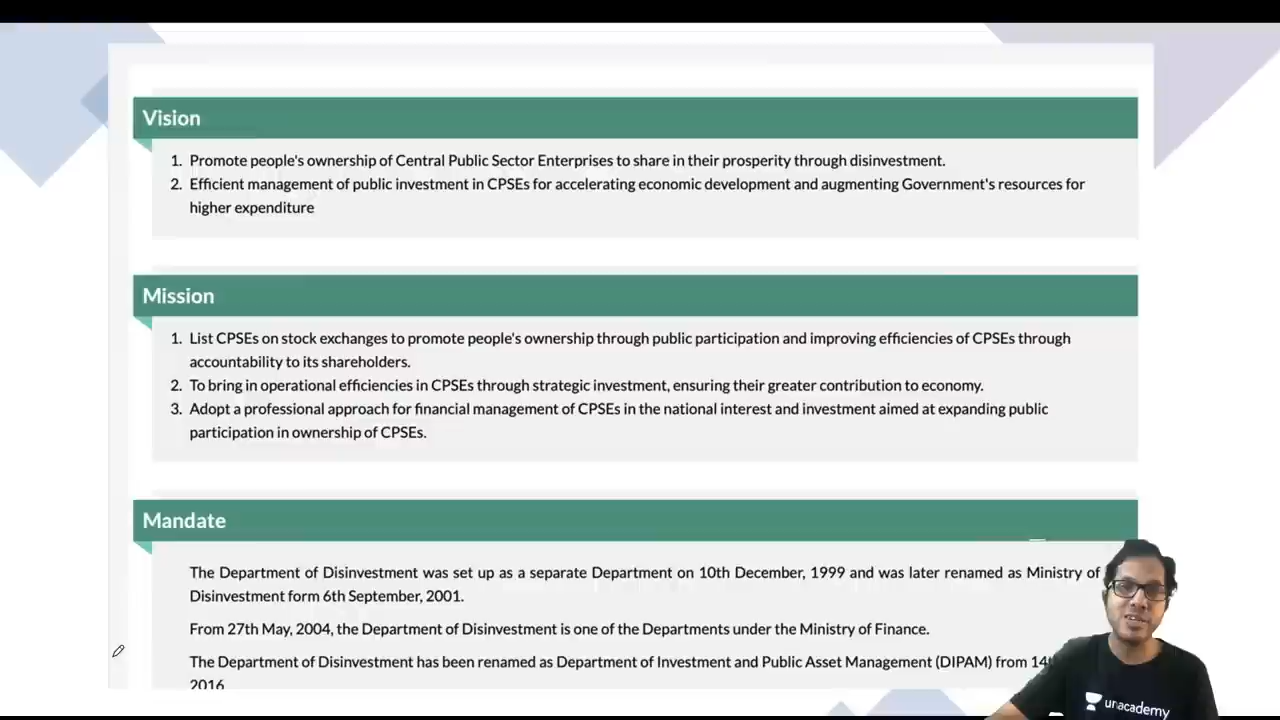 Vision
1. Promote people's ownership of Central Public Sector Enterprises to share in their prosperity through disinvestment.
2. Efficient management of public investment in CPSEs for accelerating economic development and augmenting Government's resources for
higher expenditure
Mission
1. List CPSEs on stock exchanges to promote people's ownership through public participation and improving efficiencies of CPSEs through
accountability to its shareholders.
2. To bring in operational efficiencies in CPSEs through strategic investment, ensuring their greater contribution to economy.
3. Adopt a professional approach for financial management of CPSEs in the national interest and investment aimed at expanding public
participation in ownership of CPSEs.
Mandate
The Department of Disinvestment was set up as a separate Department on 10th December, 1999 and was later renamed as Ministry of
Disinvestment form 6th September, 2001.
From 27th May, 2004, the Department of Disinvestment is one of the Departments under the Ministry of Finance.
The Department of Disinvestment has been renamed as Department of Investment and Public Asset Management (DIPAM) from
2016
unacademy